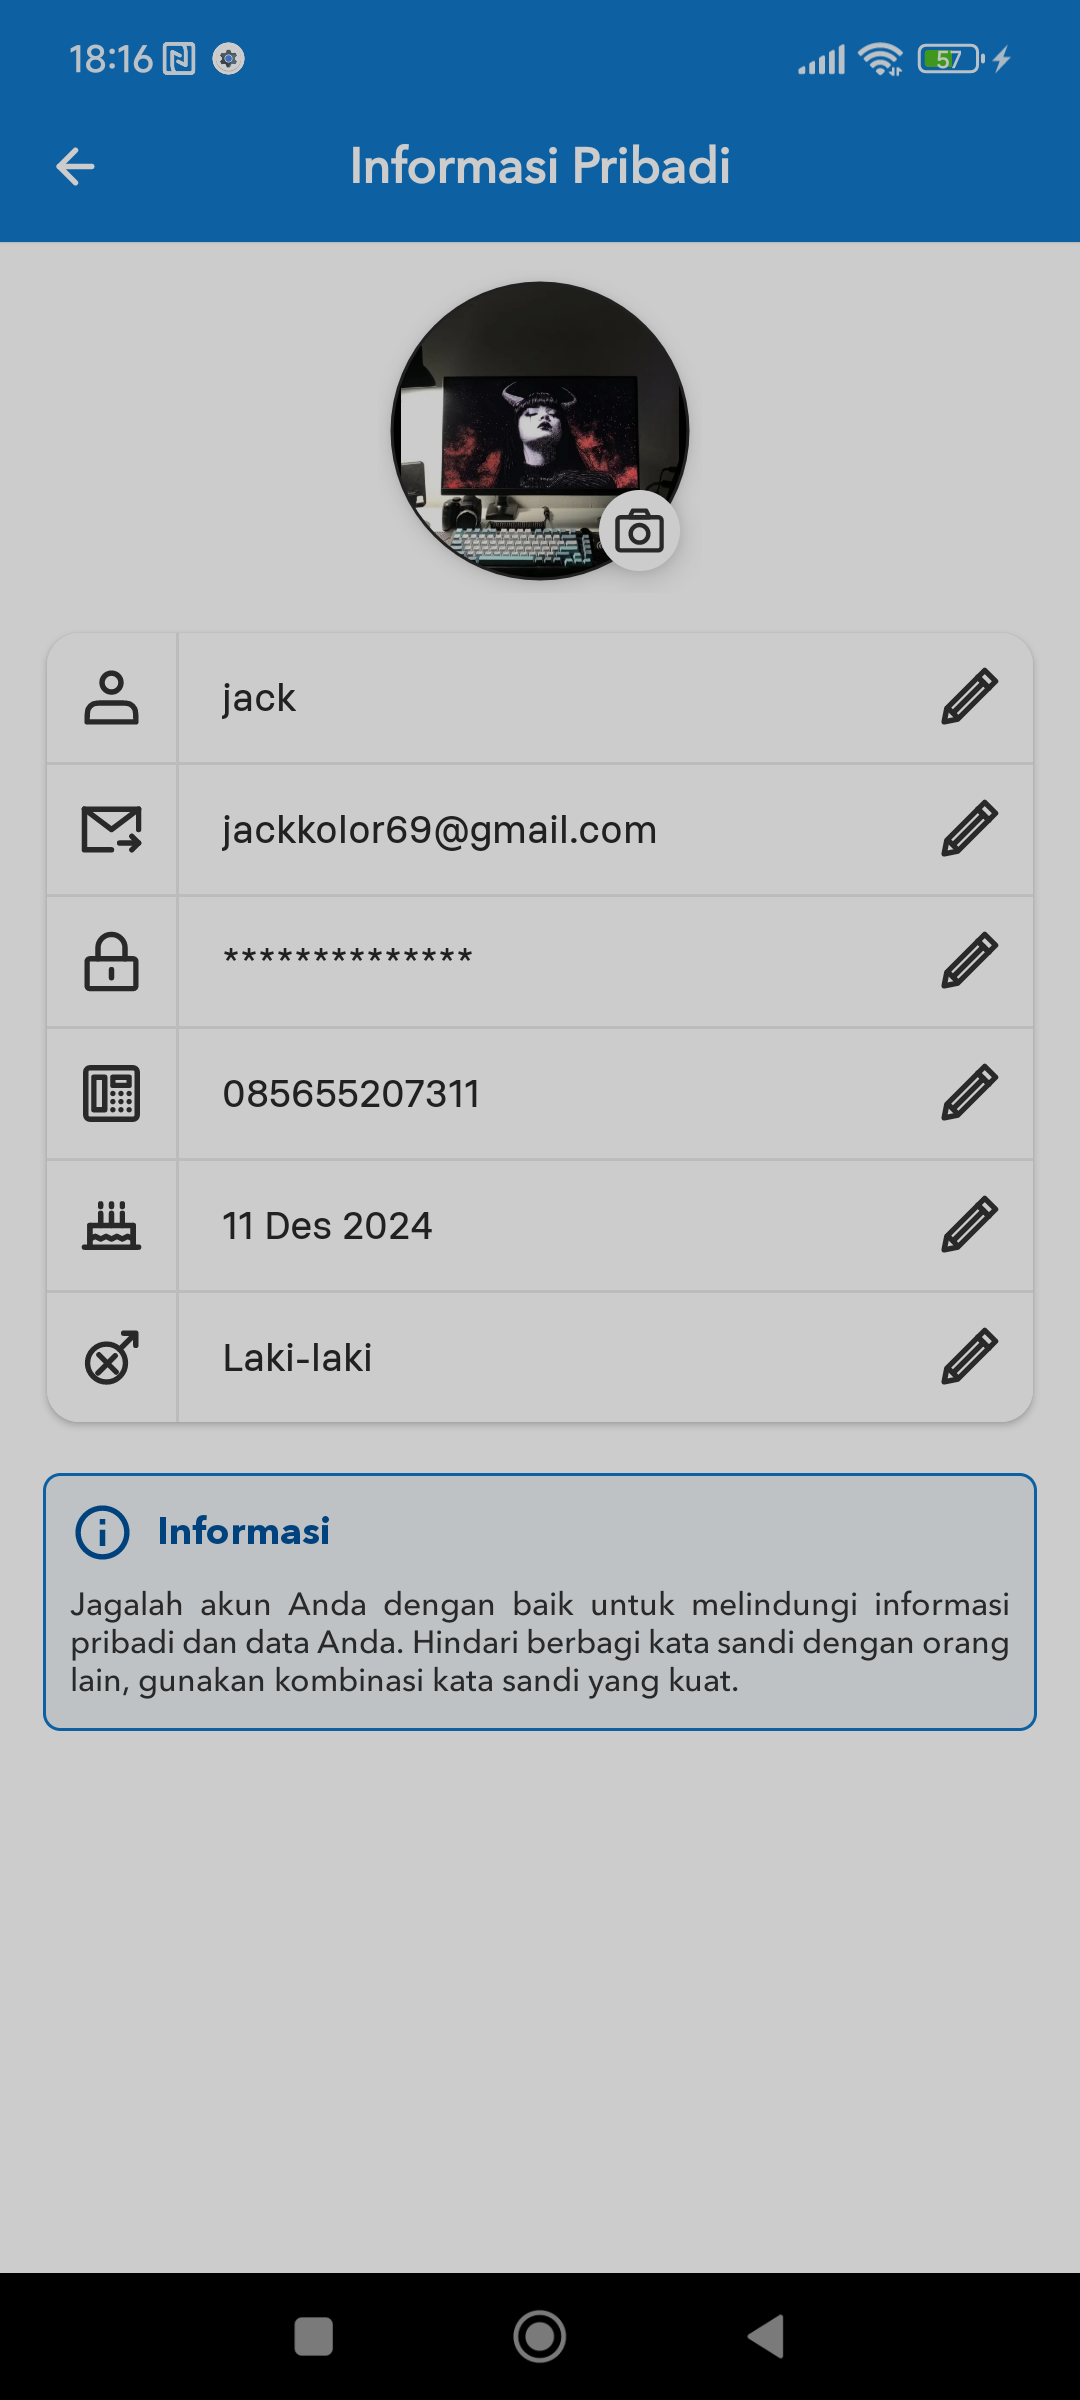 18:16
57
Informasi Pribadi
jack
jackkolor69@gmail.com
**************
085655207311
11 Des 2024
Laki-laki
Informasi
Jagalah akun Anda dengan baik untuk melindungi informasi
pribadi dan data Anda. Hindari berbagi kata sandi dengan orang
lain, gunakan kombinasi kata sandi yang kuat.